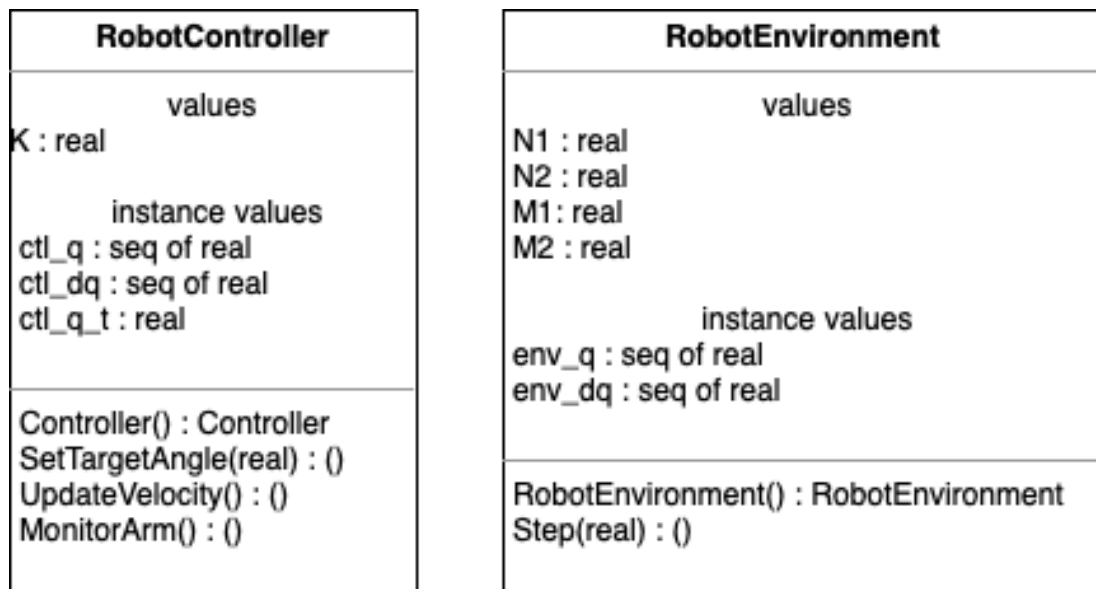 RobotController
values
K : real
instance values
ctl_q : seq of real
ctl_dq : seq of real
ctl_q_t : real
Controller() : Controller
SetTargetAngle(real) : ()
UpdateVelocity() : ()
MonitorArm() : ()
RobotEnvironment
values
N1 : real
N2 : real
M1: real
M2 : real
instance values
env_q : seq of real
env_dq : seq of real
RobotEnvironment() : RobotEnvironment
Step(real) : ()